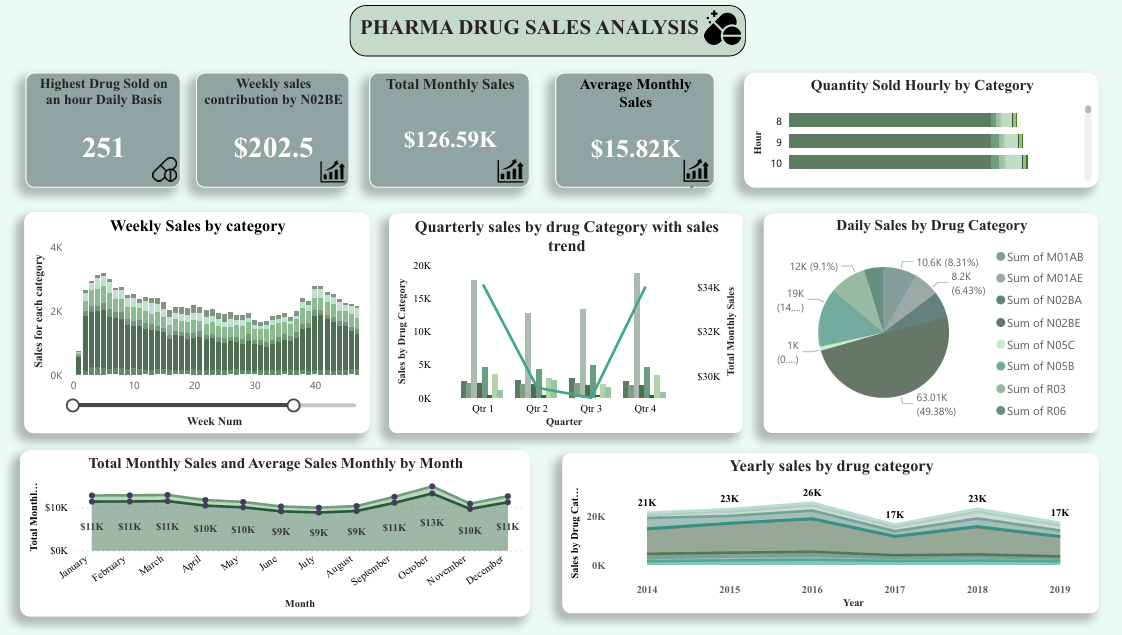 PHARMA DRUG SALES ANALYSIS
Highest Drug Sold on
an hour Daily Basis
251
Weekly sales
contribution by N02BE
$202.5
Total Monthly Sales
$126.59K
Average Monthly
Sales
$15.82K
Quantity Sold Hourly by Category
Hour
8
9
10
Weekly Sales by category
Sales for each category
4K
2K
0K
0
10
20
30
40
Week Num
Quarterly sales by drug Category with sales
trend
Sales by Drug Category
20K
15K
10K
5K
0K
Qtr 1
Qtr 2
Qtr 3
Qtr 4
Quarter
$34K
$32K
$30K
Total Monthly Sales
Daily Sales by Drug Category
12K (9.1%)
10.6K (8.31%)
8.2K
(6.43%)
19K
(14....)
1K
(0....)
63.01K
(49.38%)
Sum of M01AB
Sum of M01AE
Sum of N02BA
Sum of N02BE
Sum of N05C
Sum of N05B
Sum of R03
Sum of R06
Total Monthly Sales and Average Sales Monthly by Month
Total Monthl...
$10K
$0K
$11K
$11K
$11K
$10K
$10K
$9K
$9K
$9K
$11K
$13K
$10K
$11K
January
February
March
April
May
June
July
August
September
October
November
December
Month
Yearly sales by drug category
Sales by Drug Cat...
20K
0K
21K
23K
26K
17K
23K
17K
2014
2015
2016
2017
2018
2019
Year